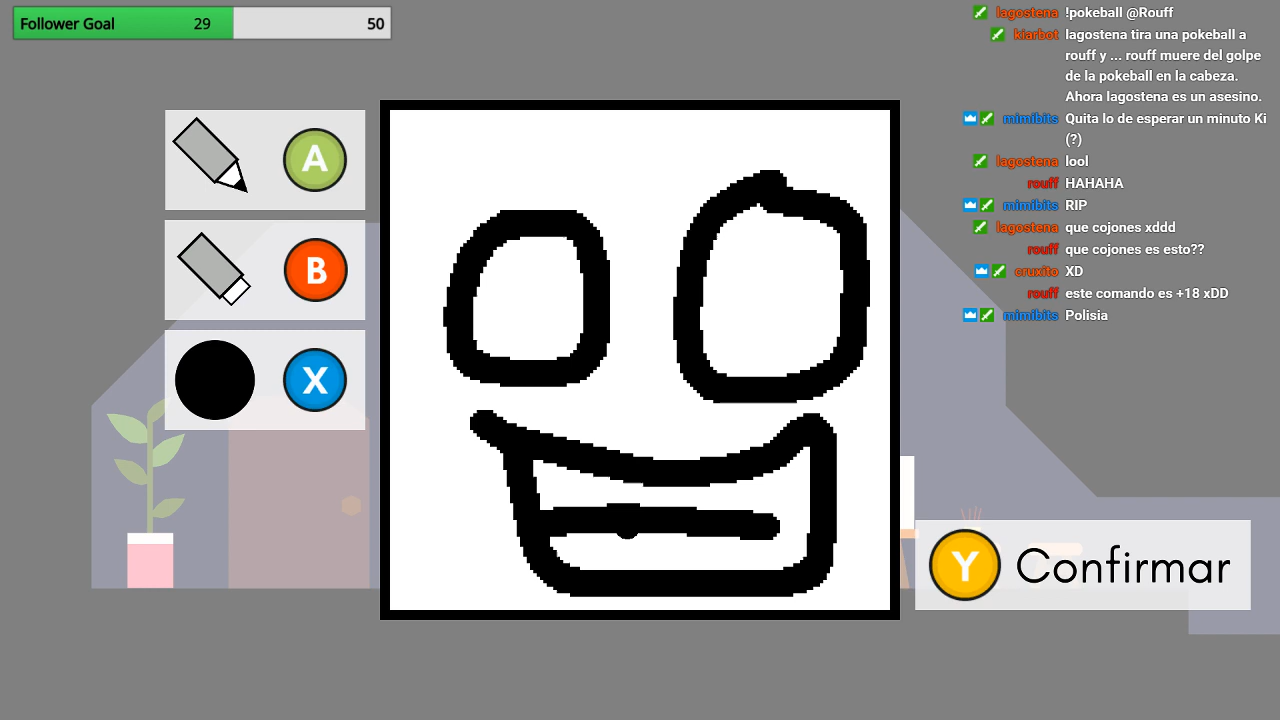 Follower Goal 29 50
A
B
X
Y Confirmar
lagostena !pokeball @Rouff
kiarbot lagostena tira una pokeball a
rouff y ... rouff muere del golpe
de la pokeball en la cabeza.
Ahora lagostena es un asesino.
mimibits Quita lo de esperar un minuto Ki
(?)
lagostena lool
rouff HAHAHA
mimibits RIP
lagostena que cojones xddd
rouff que cojones es esto??
cruxito XD
rouff este comando es +18 xDD
mimibits Polisia